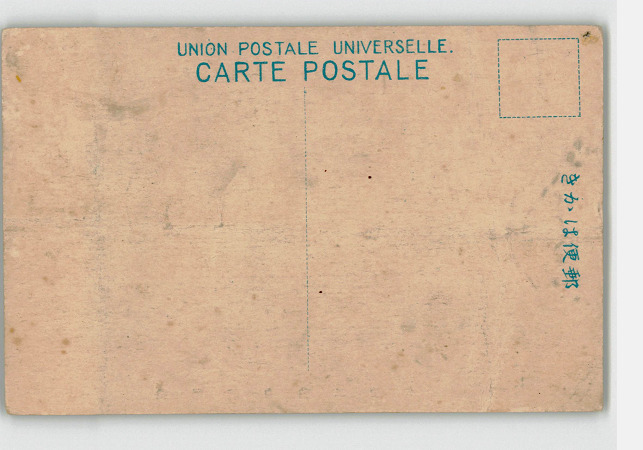 UNION POSTALE UNIVERSELLE.
CARTE POSTALE
郵便はがき